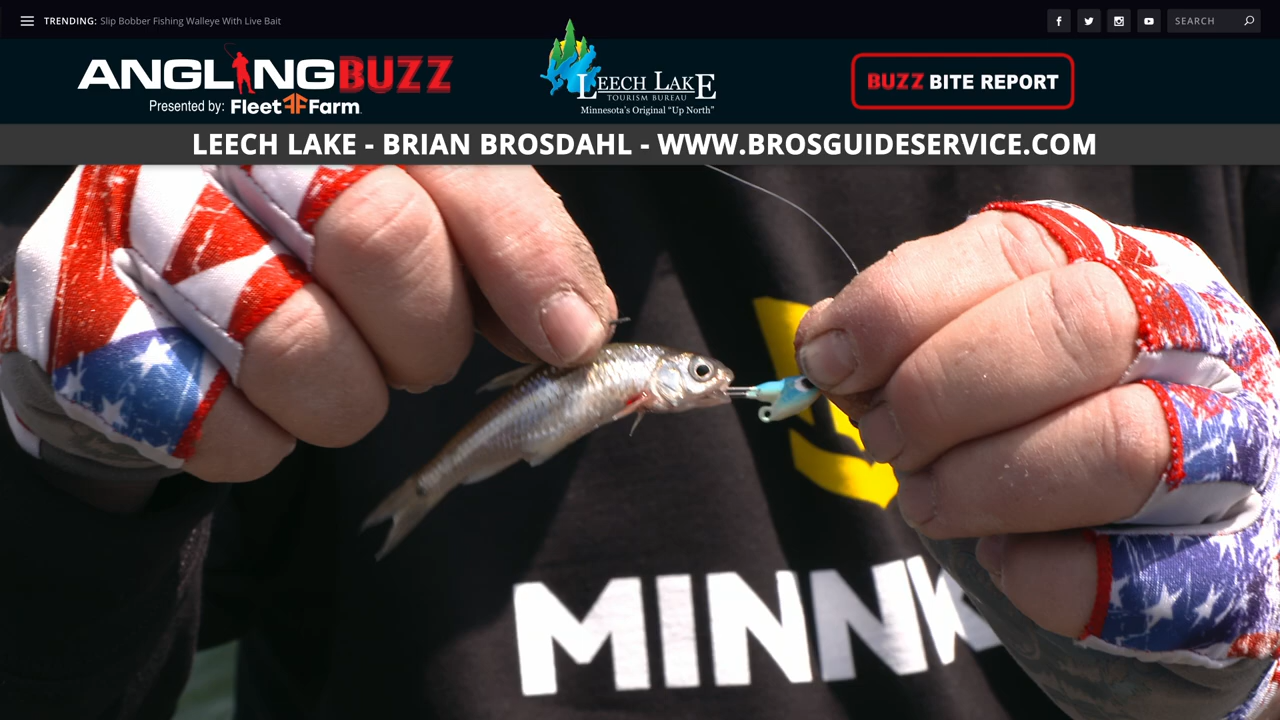 TRENDING: Slip Bobber Fishing Walleye With Live Bait
SEARCH
ANGLINGBUZZ
Presented by: Fleet Farm
LEECH LAKE
TOURISM BUREAU
Minnesota's Original "Up North"
BUZZ BITE REPORT
LEECH LAKE - BRIAN BROSDAHL - WWW.BROSGUIDESERVICE.COM
MINNK